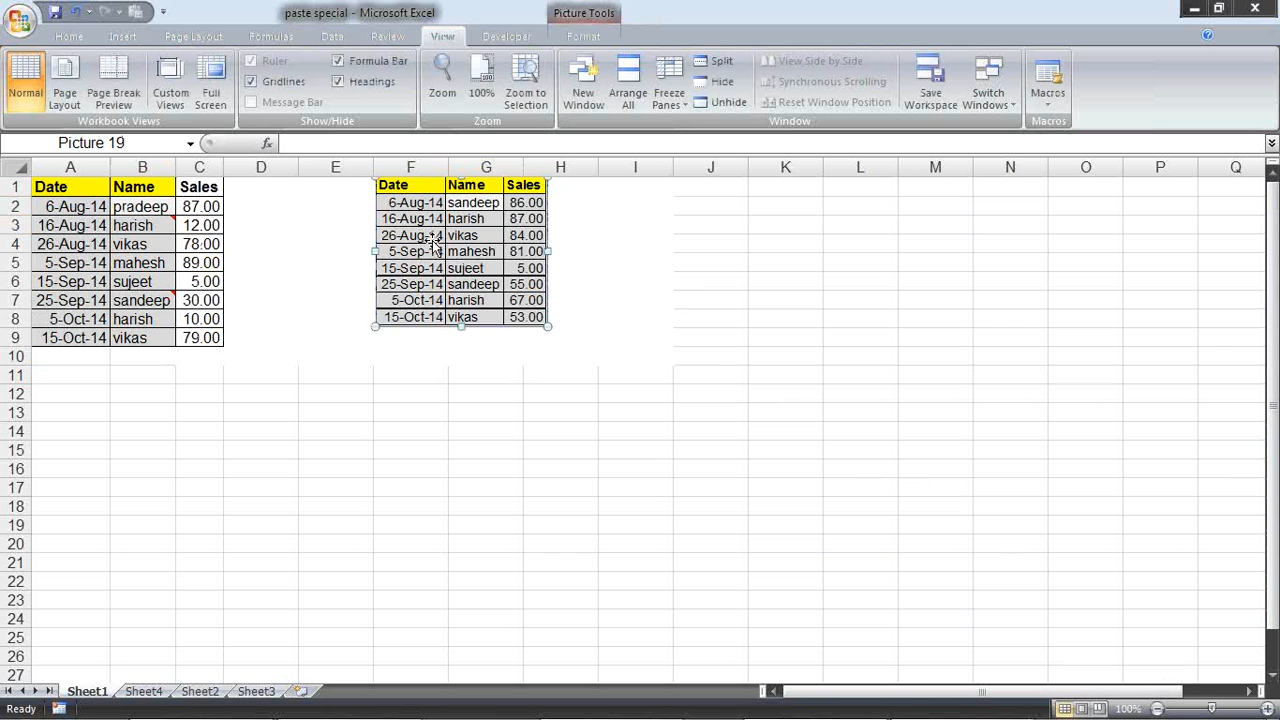 paste special - Microsoft Excel
Picture Tools
Home Insert Page Layout Formulas Data Review View Developer Format
Normal
Page Layout
Page Break Preview
Custom Views
Full Screen
Workbook Views
Ruler
Gridlines
Message Bar
Formula Bar
Headings
Show/Hide
Zoom
100%
Zoom to Selection
Zoom
New Window
Arrange All
Freeze Panes
Split
Hide
Unhide
View Side by Side
Synchronous Scrolling
Reset Window Position
Save Workspace
Switch Windows
Window
Macros
Macros
Picture 19
fx
A B C D E F G H I J K L M N O P Q
1 Date Name Sales
2 6-Aug-14 pradeep 87.00
3 16-Aug-14 harish 12.00
4 26-Aug-14 vikas 78.00
5 5-Sep-14 mahesh 89.00
6 15-Sep-14 sujeet 5.00
7 25-Sep-14 sandeep 30.00
8 5-Oct-14 harish 10.00
9 15-Oct-14 vikas 79.00
10
11
12
13
14
15
16
17
18
19
20
21
22
23
24
25
26
27
Date Name Sales
6-Aug-14 sandeep 86.00
16-Aug-14 harish 87.00
26-Aug-14 vikas 84.00
5-Sep-14 mahesh 81.00
15-Sep-14 sujeet 5.00
25-Sep-14 sandeep 55.00
5-Oct-14 harish 67.00
15-Oct-14 vikas 53.00
Sheet1 Sheet4 Sheet2 Sheet3
Ready
100%